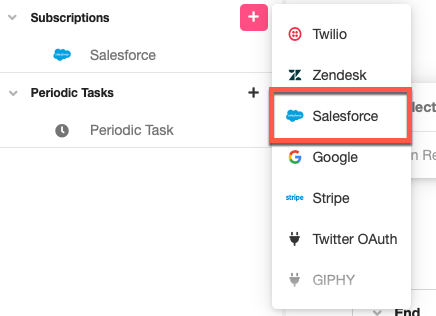 Subscriptions
Salesforce
Periodic Tasks
Periodic Task
Twilio
Zendesk
Salesforce
Google
stripe Stripe
Twitter OAuth
GIPHY
lect
n Re
End